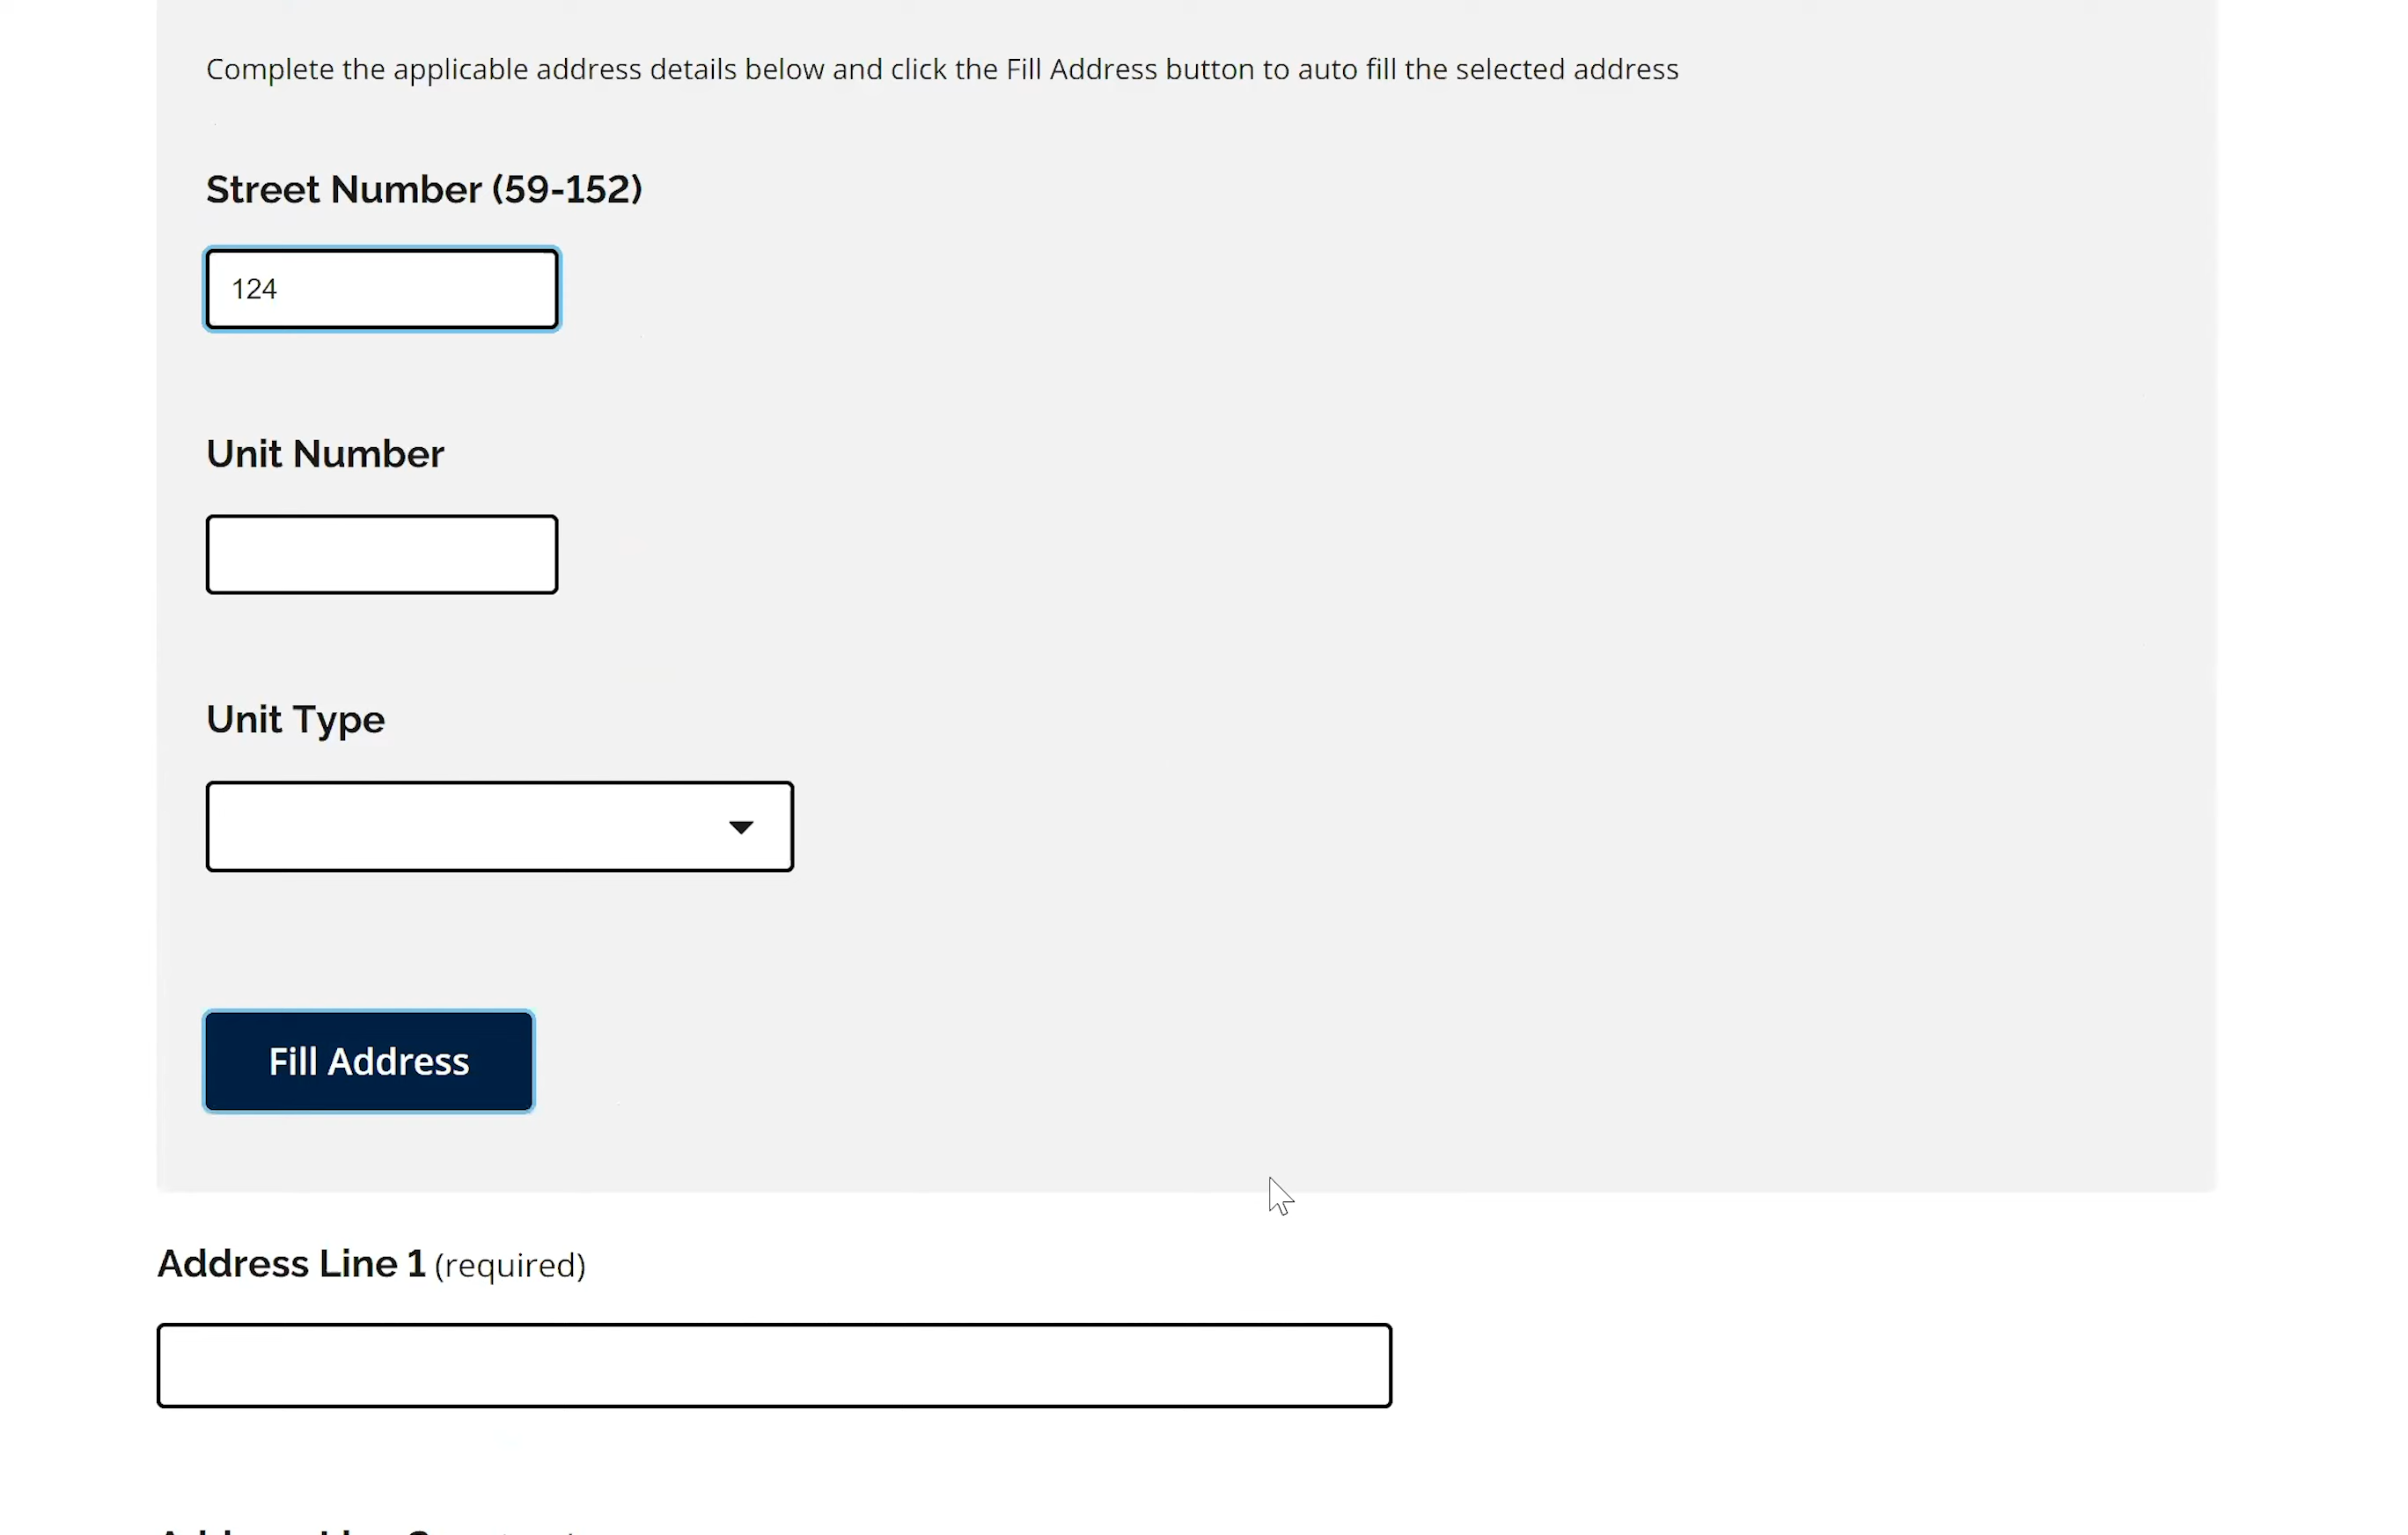 Complete the applicable address details below and click the Fill Address button to auto fill the selected address
Street Number (59-152)
124
Unit Number
Unit Type
Fill Address
Address Line 1 (required)